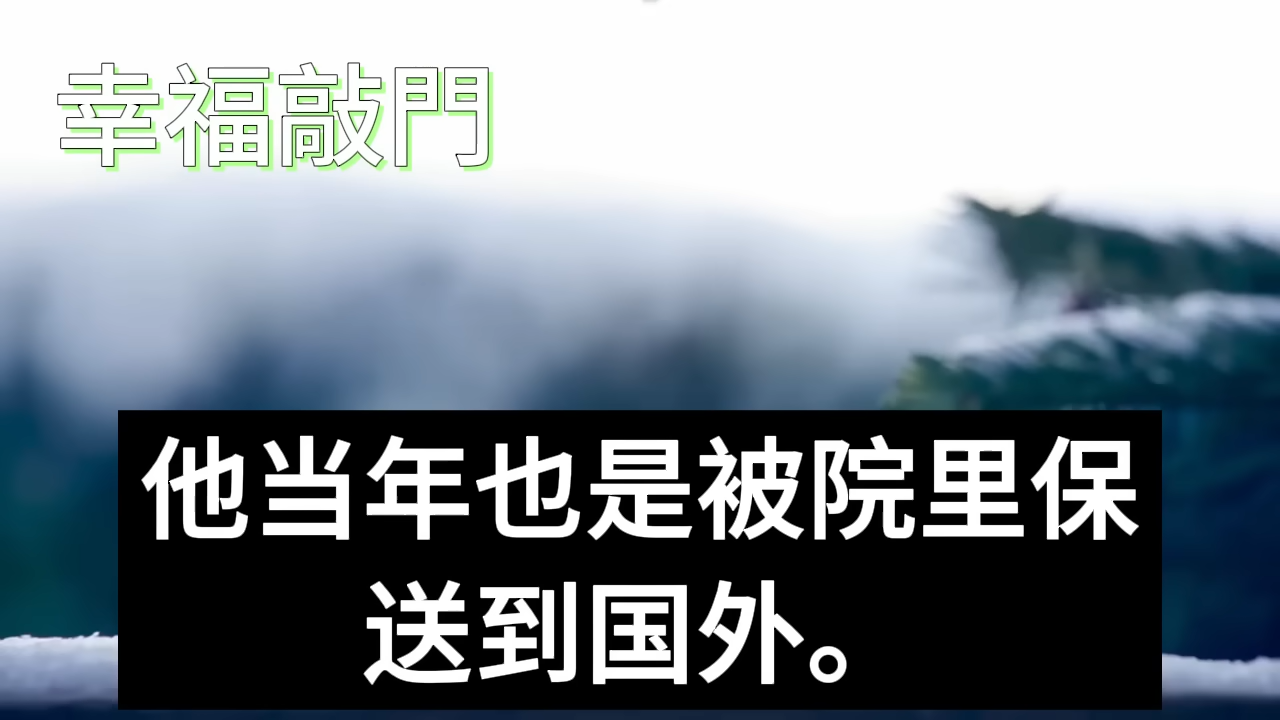 幸福敲門
他当年也是被院里保
送到国外。